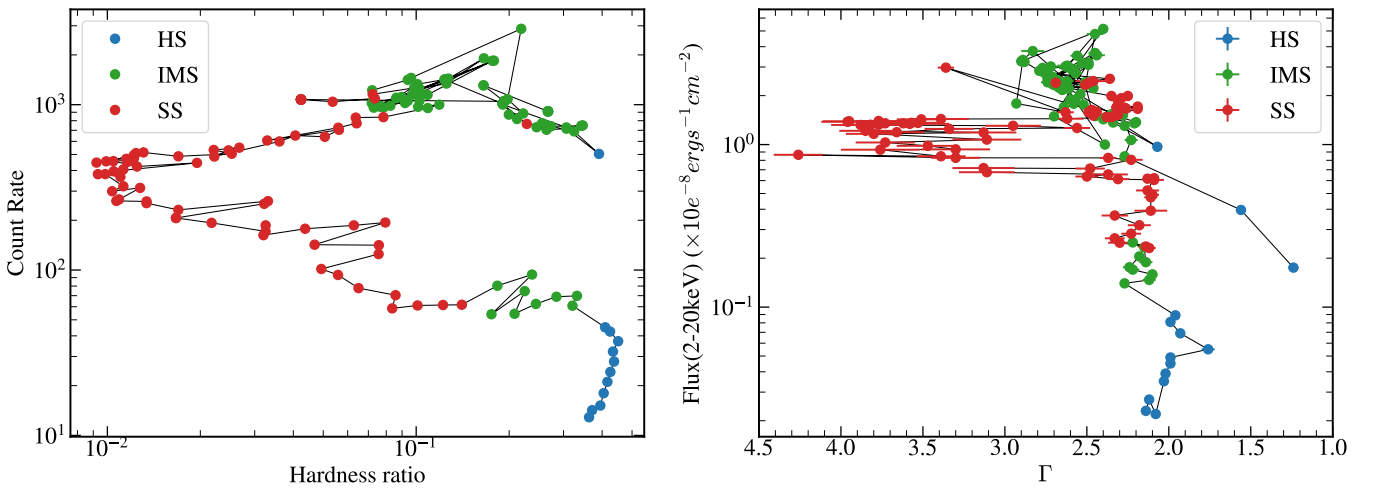 Count Rate
10³
10²
10¹
HS
IMS
SS
10⁻²
10⁻¹
Hardness ratio
Flux(2-20keV) (×10e⁻⁸ergs⁻¹cm⁻²)
10⁰
10⁻¹
HS
IMS
SS
4.5 4.0 3.5 3.0 2.5 2.0 1.5 1.0
Γ